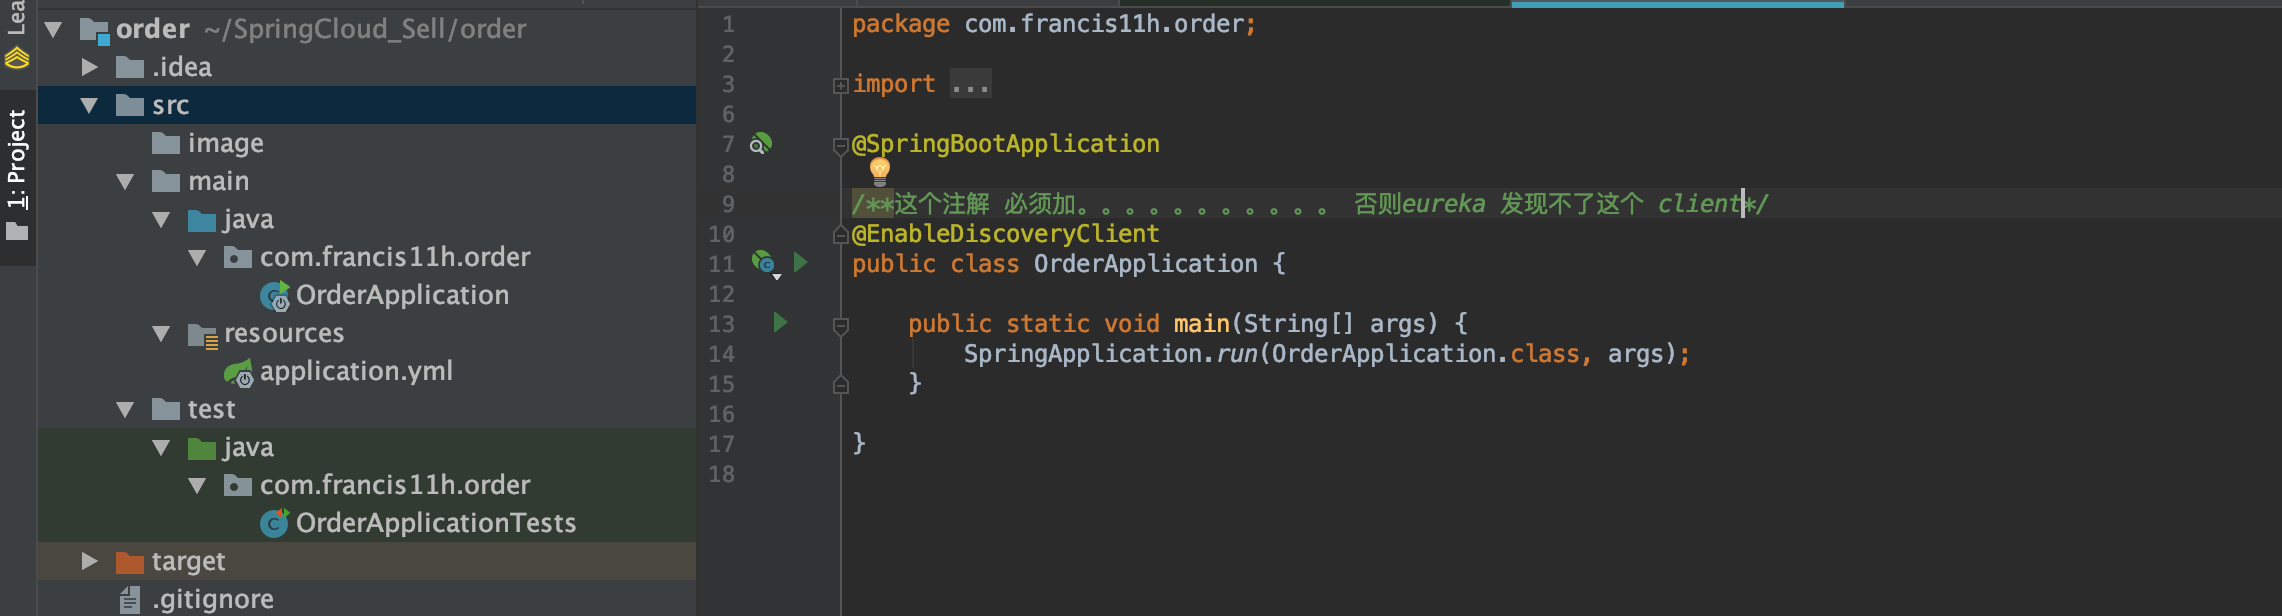 Lea
1: Project
order ~/SpringCloud_Sell/order
.idea
src
image
main
java
com.francis11h.order
OrderApplication
resources
application.yml
test
java
com.francis11h.order
OrderApplicationTests
target
.gitignore
1 package com.francis11h.order;
2
3 import ...
6
7 @SpringBootApplication
8
9 /**这个注解 必须加。。。。。。。。。。。 否则eureka 发现不了这个 client*/
10 @EnableDiscoveryClient
11 public class OrderApplication {
12
13 public static void main(String[] args) {
14 SpringApplication.run(OrderApplication.class, args);
15 }
16
17 }
18